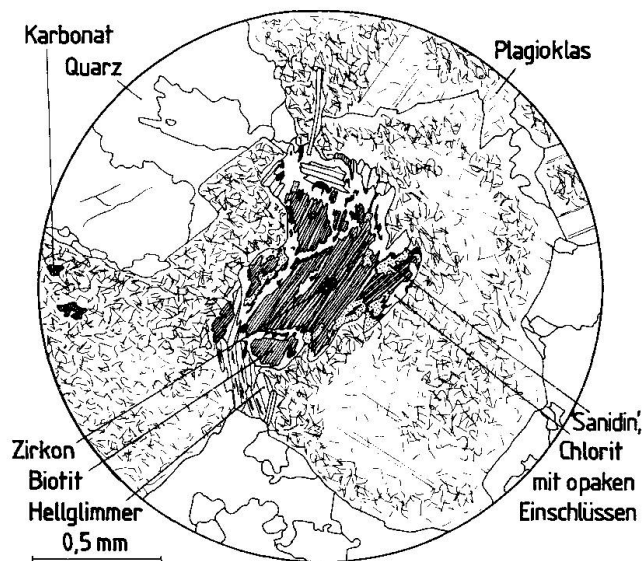 Karbonat
Quarz
Plagioklas
Zirkon
Biotit
Hellglimmer
0,5 mm
Sanidin',
Chlorit
mit opaken
Einschlüssen